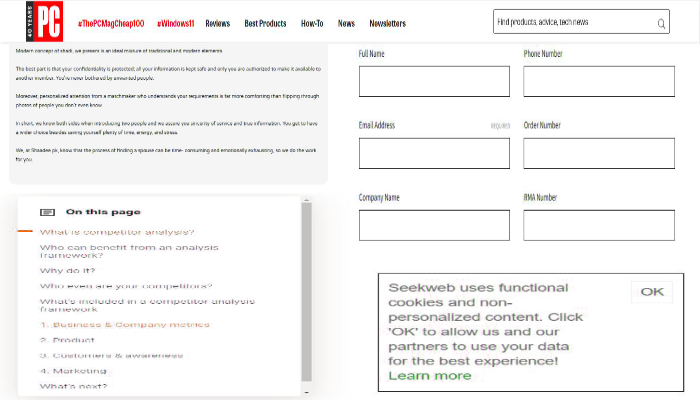 40 YEARS
PC
#ThePCMagCheap100
#Windows11
Reviews
Best Products
How-To
News
Newsletters
Find products, advice, tech news
Modern concept of shadi, we present is an ideal mixture of traditional and modern elements.
The best part is that your confidentiality is protected; all your information is kept safe and only you are authorized to make it available to
another member. You're never bothered by unwanted people.
Moreover, personalized attention from a matchmaker who understands your requirements is far more comforting than flipping through
photos of people you don't even know.
In short, we know both sides when introducing two people and we assure you sincerity of service and true information. You get to have
a wider choice besides saving yourself plenty of time, energy, and stress.
We, at Shaadee pk, know that the process of finding a spouse can be time- consuming and emotionally exhausting, so we do the work
for you.
On this page
What is competitor analysis?
Who can benefit from an analysis
framework?
Why do it?
Who even are your competitors?
What's included in a competitor analysis
framework
1. Business & Company metrics
2. Product
3. Customers & awareness
4. Marketing
What's next?
Full Name
Phone Number
Email Address
REQUIRED
Order Number
Company Name
RMA Number
Seekweb uses functional
cookies and non-
personalized content. Click
'OK' to allow us and our
partners to use your data
for the best experience!
Learn more
OK